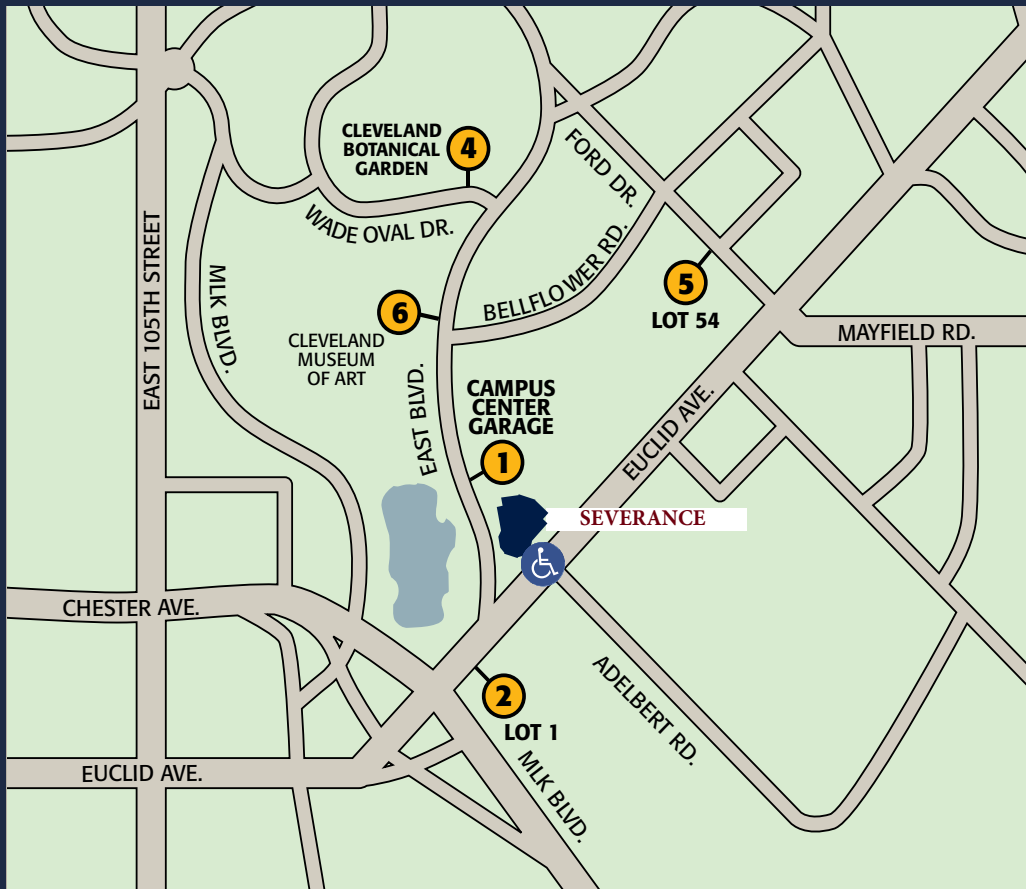 CLEVELAND
BOTANICAL
GARDEN
4
FORD DR.
WADE OVAL DR.
EAST 105TH STREET
MLK BLVD.
BELLFLOWER RD.
5
LOT 54
6
CLEVELAND
MUSEUM
OF ART
MAYFIELD RD.
EAST BLVD.
CAMPUS
CENTER
GARAGE
1
EUCLID AVE.
SEVERANCE
CHESTER AVE.
2
LOT 1
ADELBERT RD.
EUCLID AVE.
MLK BLVD.